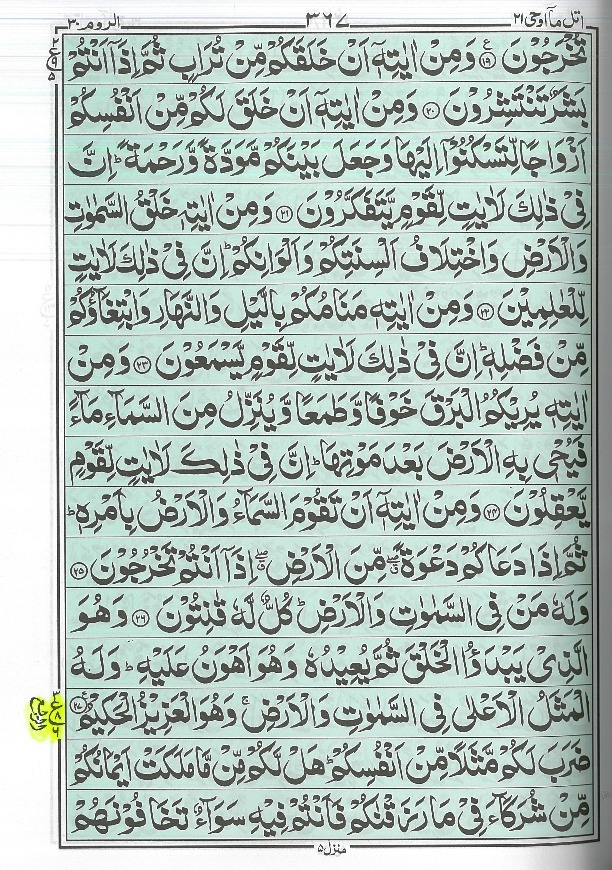 اتل ما اوحی ۲۱ ۳۶۷ الروم ۳۰
تُخْرَجُوْنَ ﴿۱۹﴾ وَمِنْ اٰیٰتِهٖۤ اَنْ خَلَقَكُمْ مِّنْ تُرَابٍ ثُمَّ اِذَاۤ اَنْتُمْ
بَشَرٌ تَنْتَشِرُوْنَ ﴿۲۰﴾ وَمِنْ اٰیٰتِهٖۤ اَنْ خَلَقَ لَكُمْ مِّنْ اَنْفُسِكُمْ
اَزْوَاجًا لِّتَسْكُنُوْۤا اِلَیْهَا وَجَعَلَ بَیْنَكُمْ مَّوَدَّةً وَّرَحْمَةً ؕ اِنَّ
فِیْ ذٰلِكَ لَاٰیٰتٍ لِّقَوْمٍ یَّتَفَكَّرُوْنَ ﴿۲۱﴾ وَمِنْ اٰیٰتِهٖ خَلْقُ السَّمٰوٰتِ
وَالْاَرْضِ وَاخْتِلَافُ اَلْسِنَتِكُمْ وَاَلْوَانِكُمْ ؕ اِنَّ فِیْ ذٰلِكَ لَاٰیٰتٍ
لِّلْعٰلِمِیْنَ ﴿۲۲﴾ وَمِنْ اٰیٰتِهٖ مَنَامُكُمْ بِالَّیْلِ وَالنَّهَارِ وَابْتِغَآؤُكُمْ
مِّنْ فَضْلِهٖ ؕ اِنَّ فِیْ ذٰلِكَ لَاٰیٰتٍ لِّقَوْمٍ یَّسْمَعُوْنَ ﴿۲۳﴾ وَمِنْ
اٰیٰتِهٖ یُرِیْكُمُ الْبَرْقَ خَوْفًا وَّطَمَعًا وَّیُنَزِّلُ مِنَ السَّمَآءِ مَآءً
فَیُحْیٖ بِهِ الْاَرْضَ بَعْدَ مَوْتِهَا ؕ اِنَّ فِیْ ذٰلِكَ لَاٰیٰتٍ لِّقَوْمٍ
یَّعْقِلُوْنَ ﴿۲۴﴾ وَمِنْ اٰیٰتِهٖۤ اَنْ تَقُوْمَ السَّمَآءُ وَالْاَرْضُ بِاَمْرِهٖ ؕ
ثُمَّ اِذَا دَعَاكُمْ دَعْوَةً مِّنَ الْاَرْضِ اِذَاۤ اَنْتُمْ تَخْرُجُوْنَ ﴿۲۵﴾
وَلَهٗ مَنْ فِی السَّمٰوٰتِ وَالْاَرْضِ ؕ كُلٌّ لَّهٗ قٰنِتُوْنَ ﴿۲۶﴾ وَهُوَ
الَّذِیْ یَبْدَؤُا الْخَلْقَ ثُمَّ یُعِیْدُهٗ وَهُوَ اَهْوَنُ عَلَیْهِ ؕ وَلَهُ
الْمَثَلُ الْاَعْلٰی فِی السَّمٰوٰتِ وَالْاَرْضِ ۚ وَهُوَ الْعَزِیْزُ الْحَكِیْمُ ﴿۲۷﴾
ضَرَبَ لَكُمْ مَّثَلًا مِّنْ اَنْفُسِكُمْ ؕ هَلْ لَّكُمْ مِّنْ مَّا مَلَكَتْ اَیْمَانُكُمْ
مِّنْ شُرَكَآءَ فِیْ مَا رَزَقْنٰكُمْ فَاَنْتُمْ فِیْهِ سَوَآءٌ تَخَافُوْنَهُمْ
منزل ۵